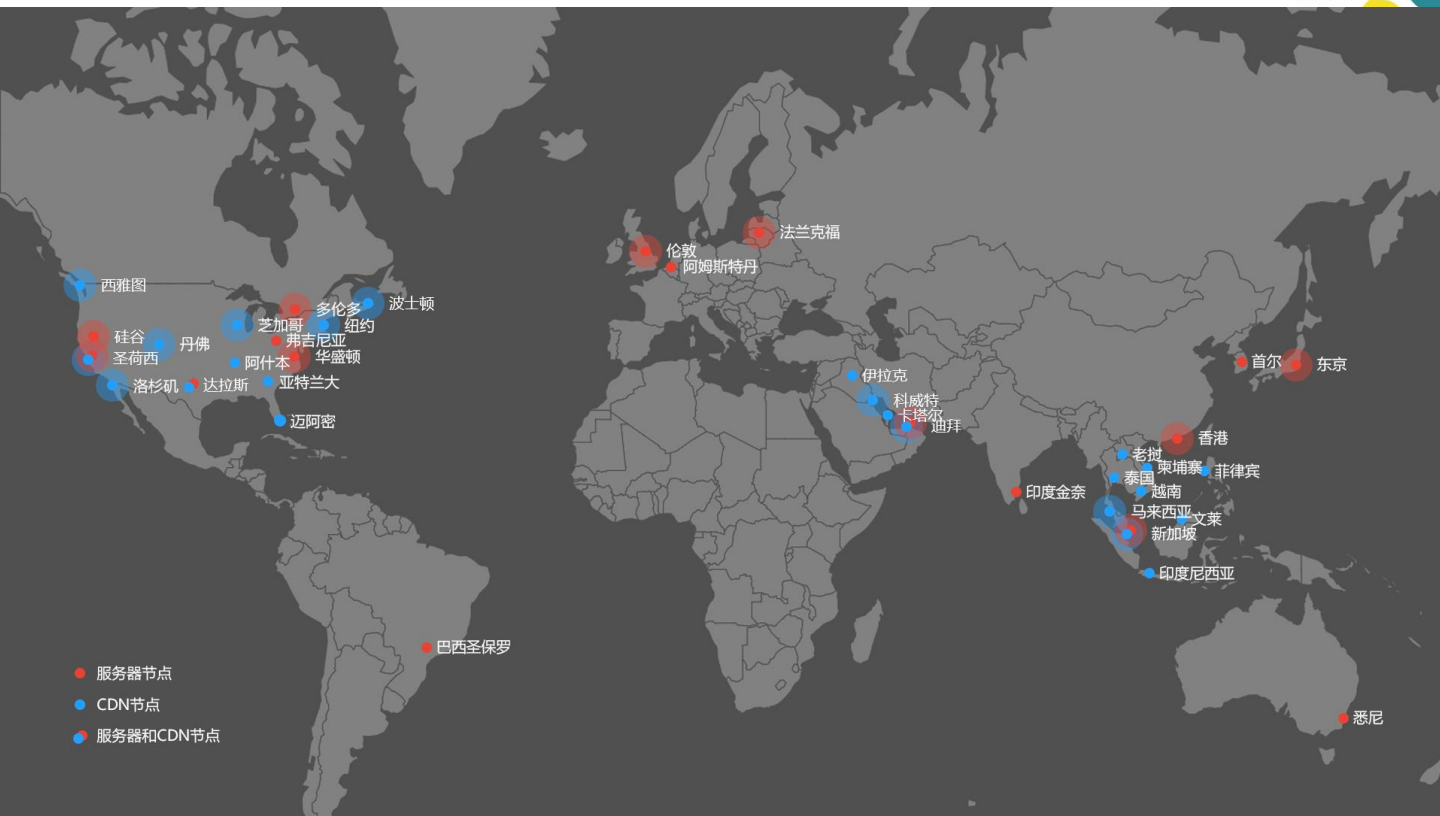 法兰克福
伦敦
阿姆斯特丹
西雅图
波士顿
多伦多
芝加哥
纽约
硅谷
弗吉尼亚
丹佛
圣荷西
华盛顿
阿什本
洛杉矶
达拉斯
亚特兰大
迈阿密
伊拉克
科威特
卡塔尔
迪拜
首尔
东京
香港
老挝
柬埔寨
菲律宾
泰国
越南
印度金奈
马来西亚
文莱
新加坡
印度尼西亚
巴西圣保罗
悉尼
服务器节点
CDN节点
服务器和CDN节点